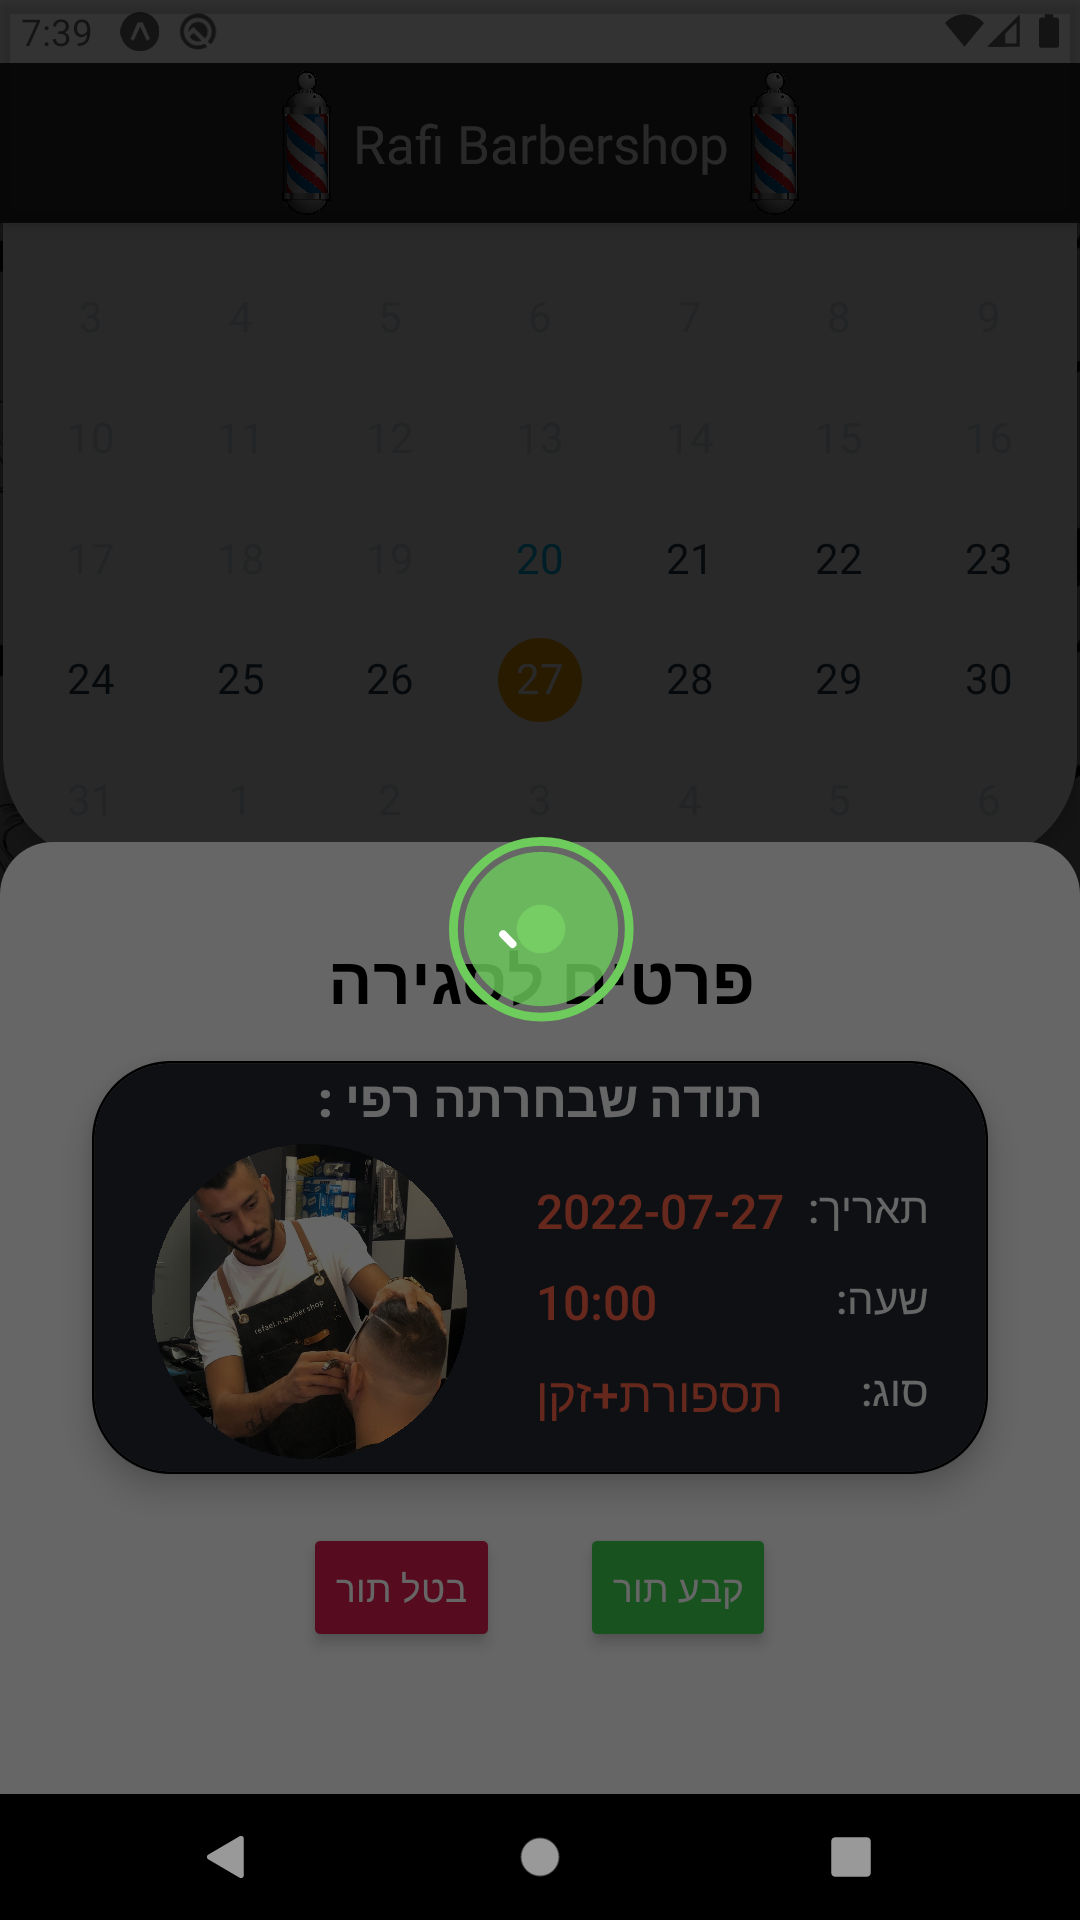 7:39
Rafi Barbershop
3 4 5 6 7 8 9
10 11 12 13 14 15 16
17 18 19 20 21 22 23
24 25 26 27 28 29 30
31 1 2 3 4 5 6
פרטים לסגירה
תודה שבחרתה רפי :
תאריך: 2022-07-27
שעה: 10:00
סוג: תספורת+זקן
refael.n.barbershop
קבע תור
בטל תור